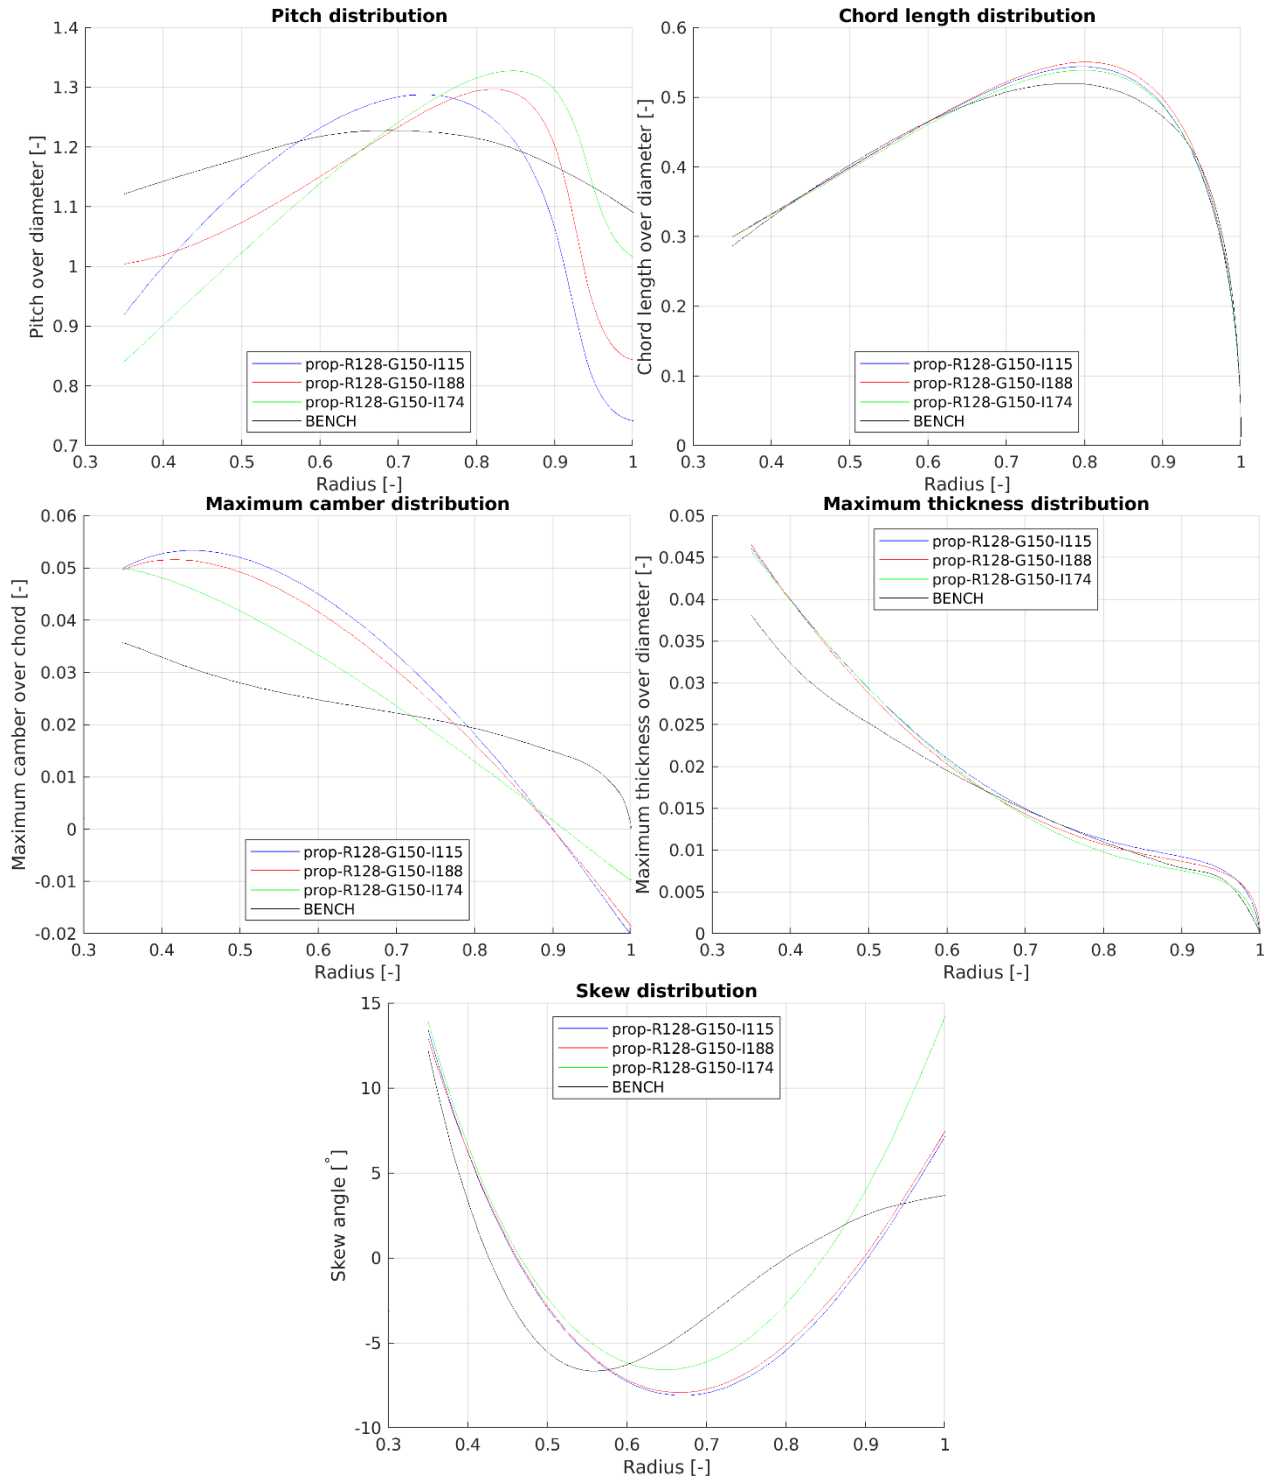 Pitch distribution
1.4
1.3
1.2
1.1
1
0.9
0.8
0.7
Pitch over diameter [-]
prop-R128-G150-I115
prop-R128-G150-I188
prop-R128-G150-I174
BENCH
0.3 0.4 0.5 0.6 0.7 0.8 0.9 1
Radius [-]
Chord length distribution
0.6
0.5
0.4
0.3
0.2
0.1
0
Chord length over diameter [-]
prop-R128-G150-I115
prop-R128-G150-I188
prop-R128-G150-I174
BENCH
0.3 0.4 0.5 0.6 0.7 0.8 0.9 1
Radius [-]
Maximum camber distribution
0.06
0.05
0.04
0.03
0.02
0.01
0
-0.01
-0.02
Maximum camber over chord [-]
prop-R128-G150-I115
prop-R128-G150-I188
prop-R128-G150-I174
BENCH
0.3 0.4 0.5 0.6 0.7 0.8 0.9 1
Radius [-]
Maximum thickness distribution
0.05
0.045
0.04
0.035
0.03
0.025
0.02
0.015
0.01
0.005
0
Maximum thickness over diameter [-]
prop-R128-G150-I115
prop-R128-G150-I188
prop-R128-G150-I174
BENCH
0.3 0.4 0.5 0.6 0.7 0.8 0.9 1
Radius [-]
Skew distribution
15
10
5
0
-5
-10
Skew angle [°]
prop-R128-G150-I115
prop-R128-G150-I188
prop-R128-G150-I174
BENCH
0.3 0.4 0.5 0.6 0.7 0.8 0.9 1
Radius [-]